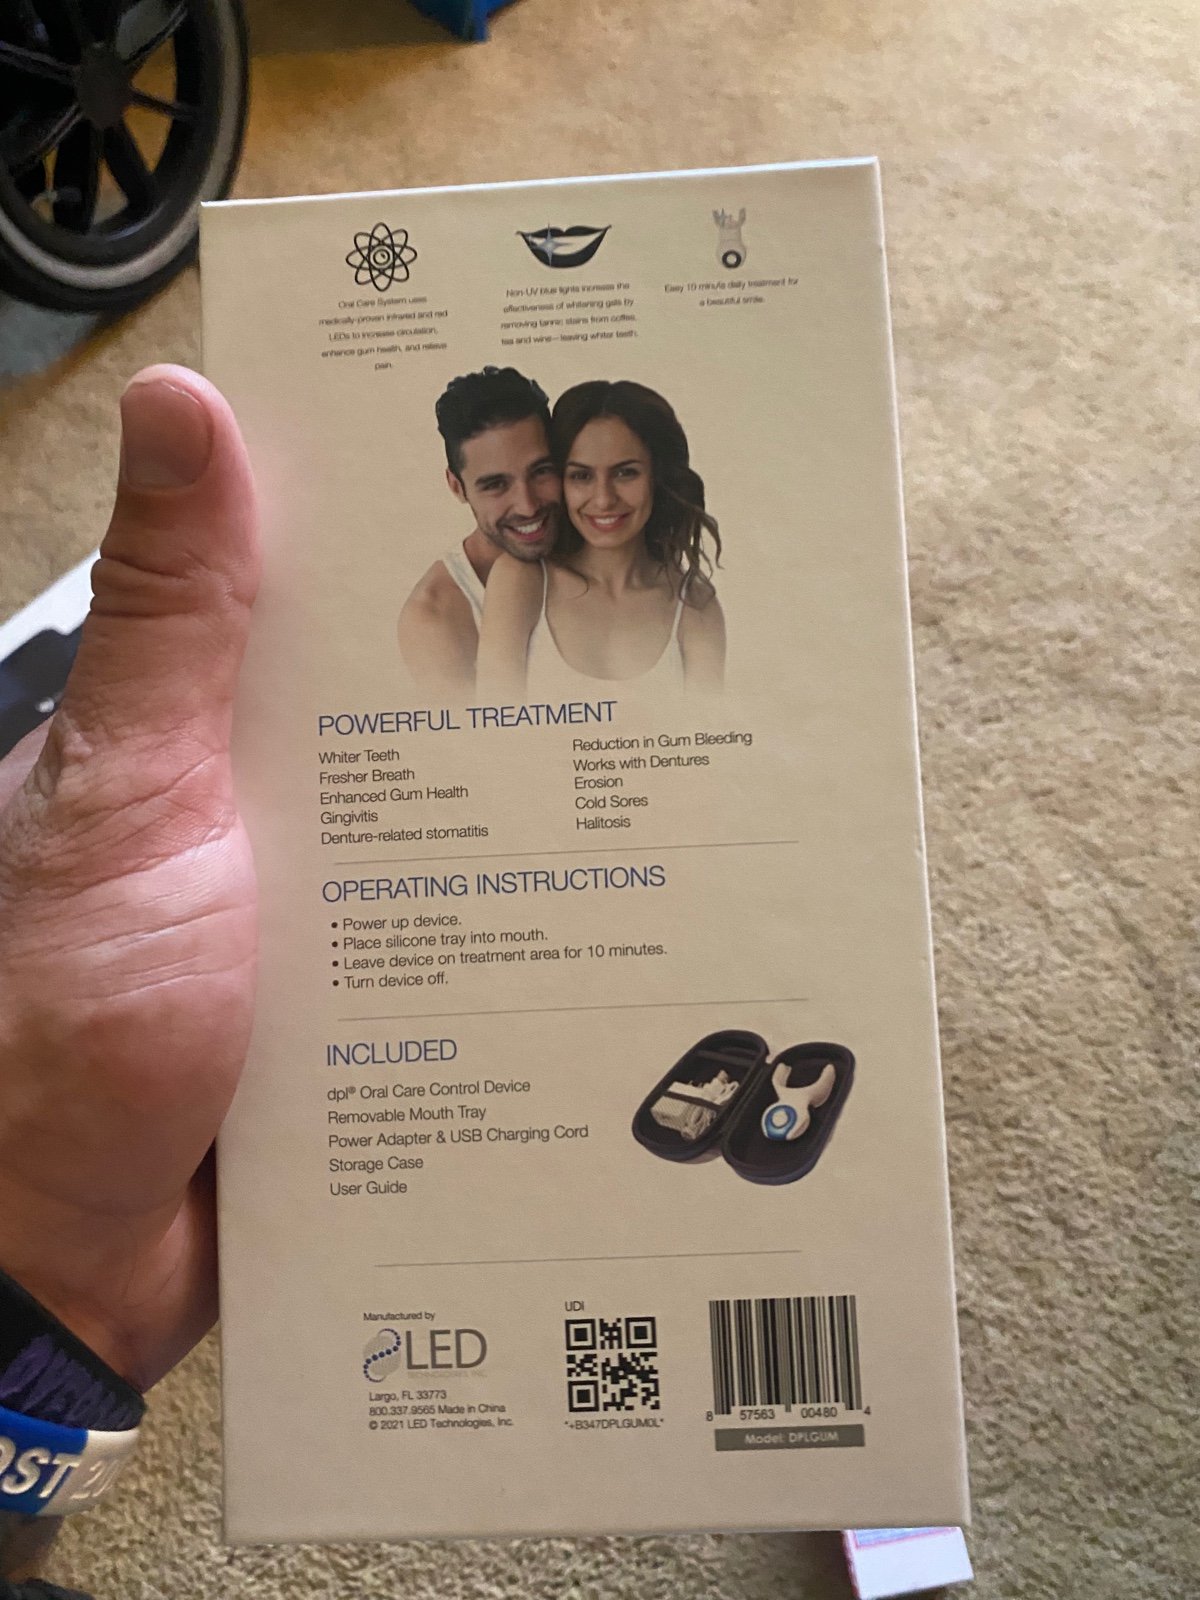 Oral Care System uses
medically-proven infrared and red
LEDs to increase circulation,
enhance gum health, and relieve
pain.
Non-UV blue lights increase the
effectiveness of whitening gels by
removing tannic stains from coffee,
tea and wine—leaving whiter teeth.
Easy 10 minute daily treatment for
a beautiful smile.
POWERFUL TREATMENT
Whiter Teeth
Fresher Breath
Enhanced Gum Health
Gingivitis
Denture-related stomatitis
Reduction in Gum Bleeding
Works with Dentures
Erosion
Cold Sores
Halitosis
OPERATING INSTRUCTIONS
• Power up device.
• Place silicone tray into mouth.
• Leave device on treatment area for 10 minutes.
• Turn device off.
INCLUDED
dpl® Oral Care Control Device
Removable Mouth Tray
Power Adapter & USB Charging Cord
Storage Case
User Guide
Manufactured by
LED
TECHNOLOGIES, INC.
Largo, FL 33773
800.337.9565 Made in China
© 2021 LED Technologies, Inc.
UDI
*+B347DPLGUM0L*
8 57563 00480 4
Model: DPLGUM
OST 20